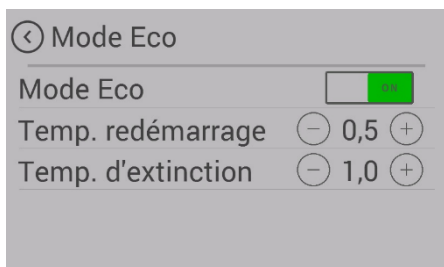 Mode Eco
Mode Eco ON
Temp. redémarrage - 0,5 +
Temp. d'extinction - 1,0 +